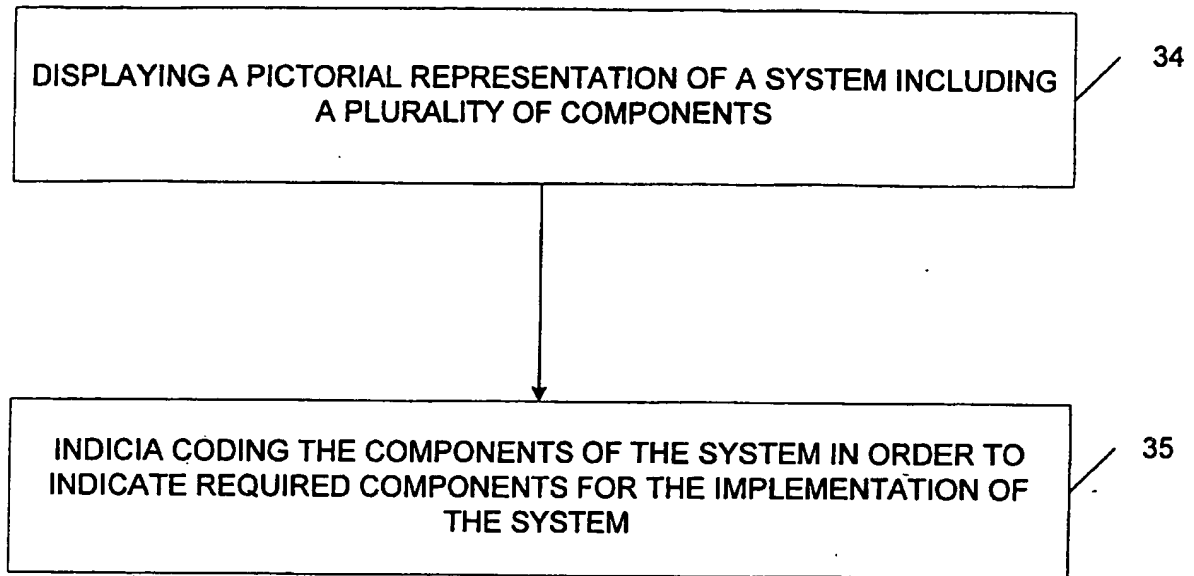 DISPLAYING A PICTORIAL REPRESENTATION OF A SYSTEM INCLUDING
A PLURALITY OF COMPONENTS
34
INDICIA CODING THE COMPONENTS OF THE SYSTEM IN ORDER TO
INDICATE REQUIRED COMPONENTS FOR THE IMPLEMENTATION OF
THE SYSTEM
35